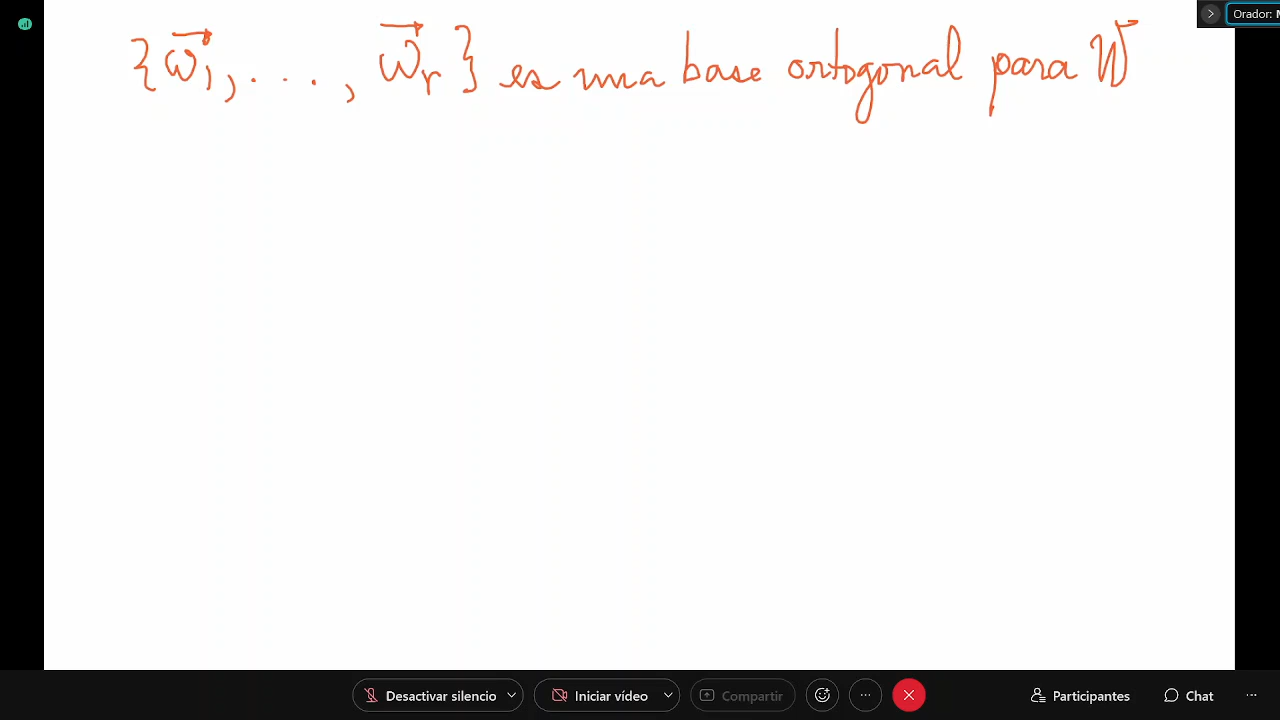 Orador: M
{w⃗₁, . . . , w⃗ᵣ} es una base ortogonal para W
Desactivar silencio
Iniciar vídeo
Compartir
Participantes
Chat